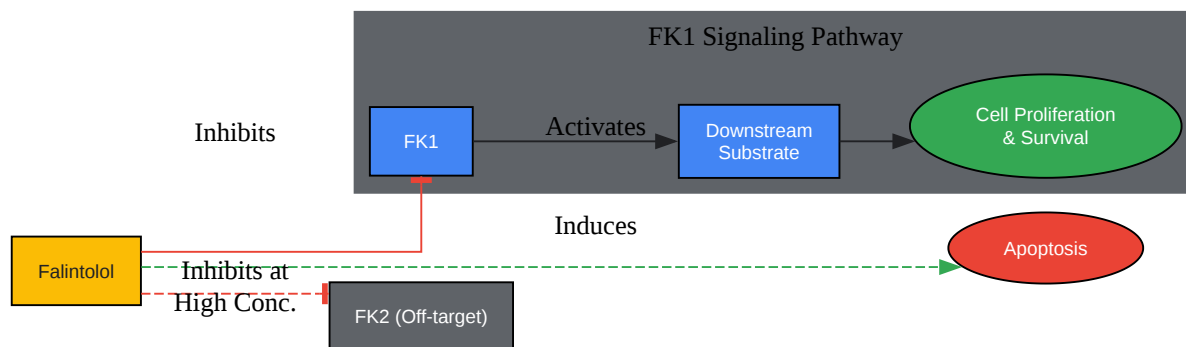 FK1 Signaling Pathway
Inhibits
FK1
Activates
Downstream
Substrate
Cell Proliferation
& Survival
Induces
Falintolol
Inhibits at
High Conc.
Apoptosis
FK2 (Off-target)